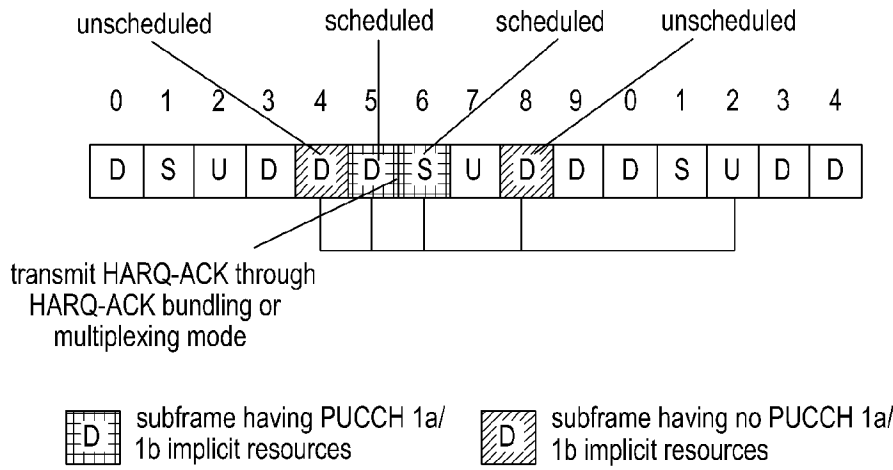 unscheduled scheduled scheduled unscheduled
0 1 2 3 4 5 6 7 8 9 0 1 2 3 4
D S U D D D S U D D D S U D D
transmit HARQ-ACK through
HARQ-ACK bundling or
multiplexing mode
D subframe having PUCCH 1a/
1b implicit resources
D subframe having no PUCCH 1a/
1b implicit resources